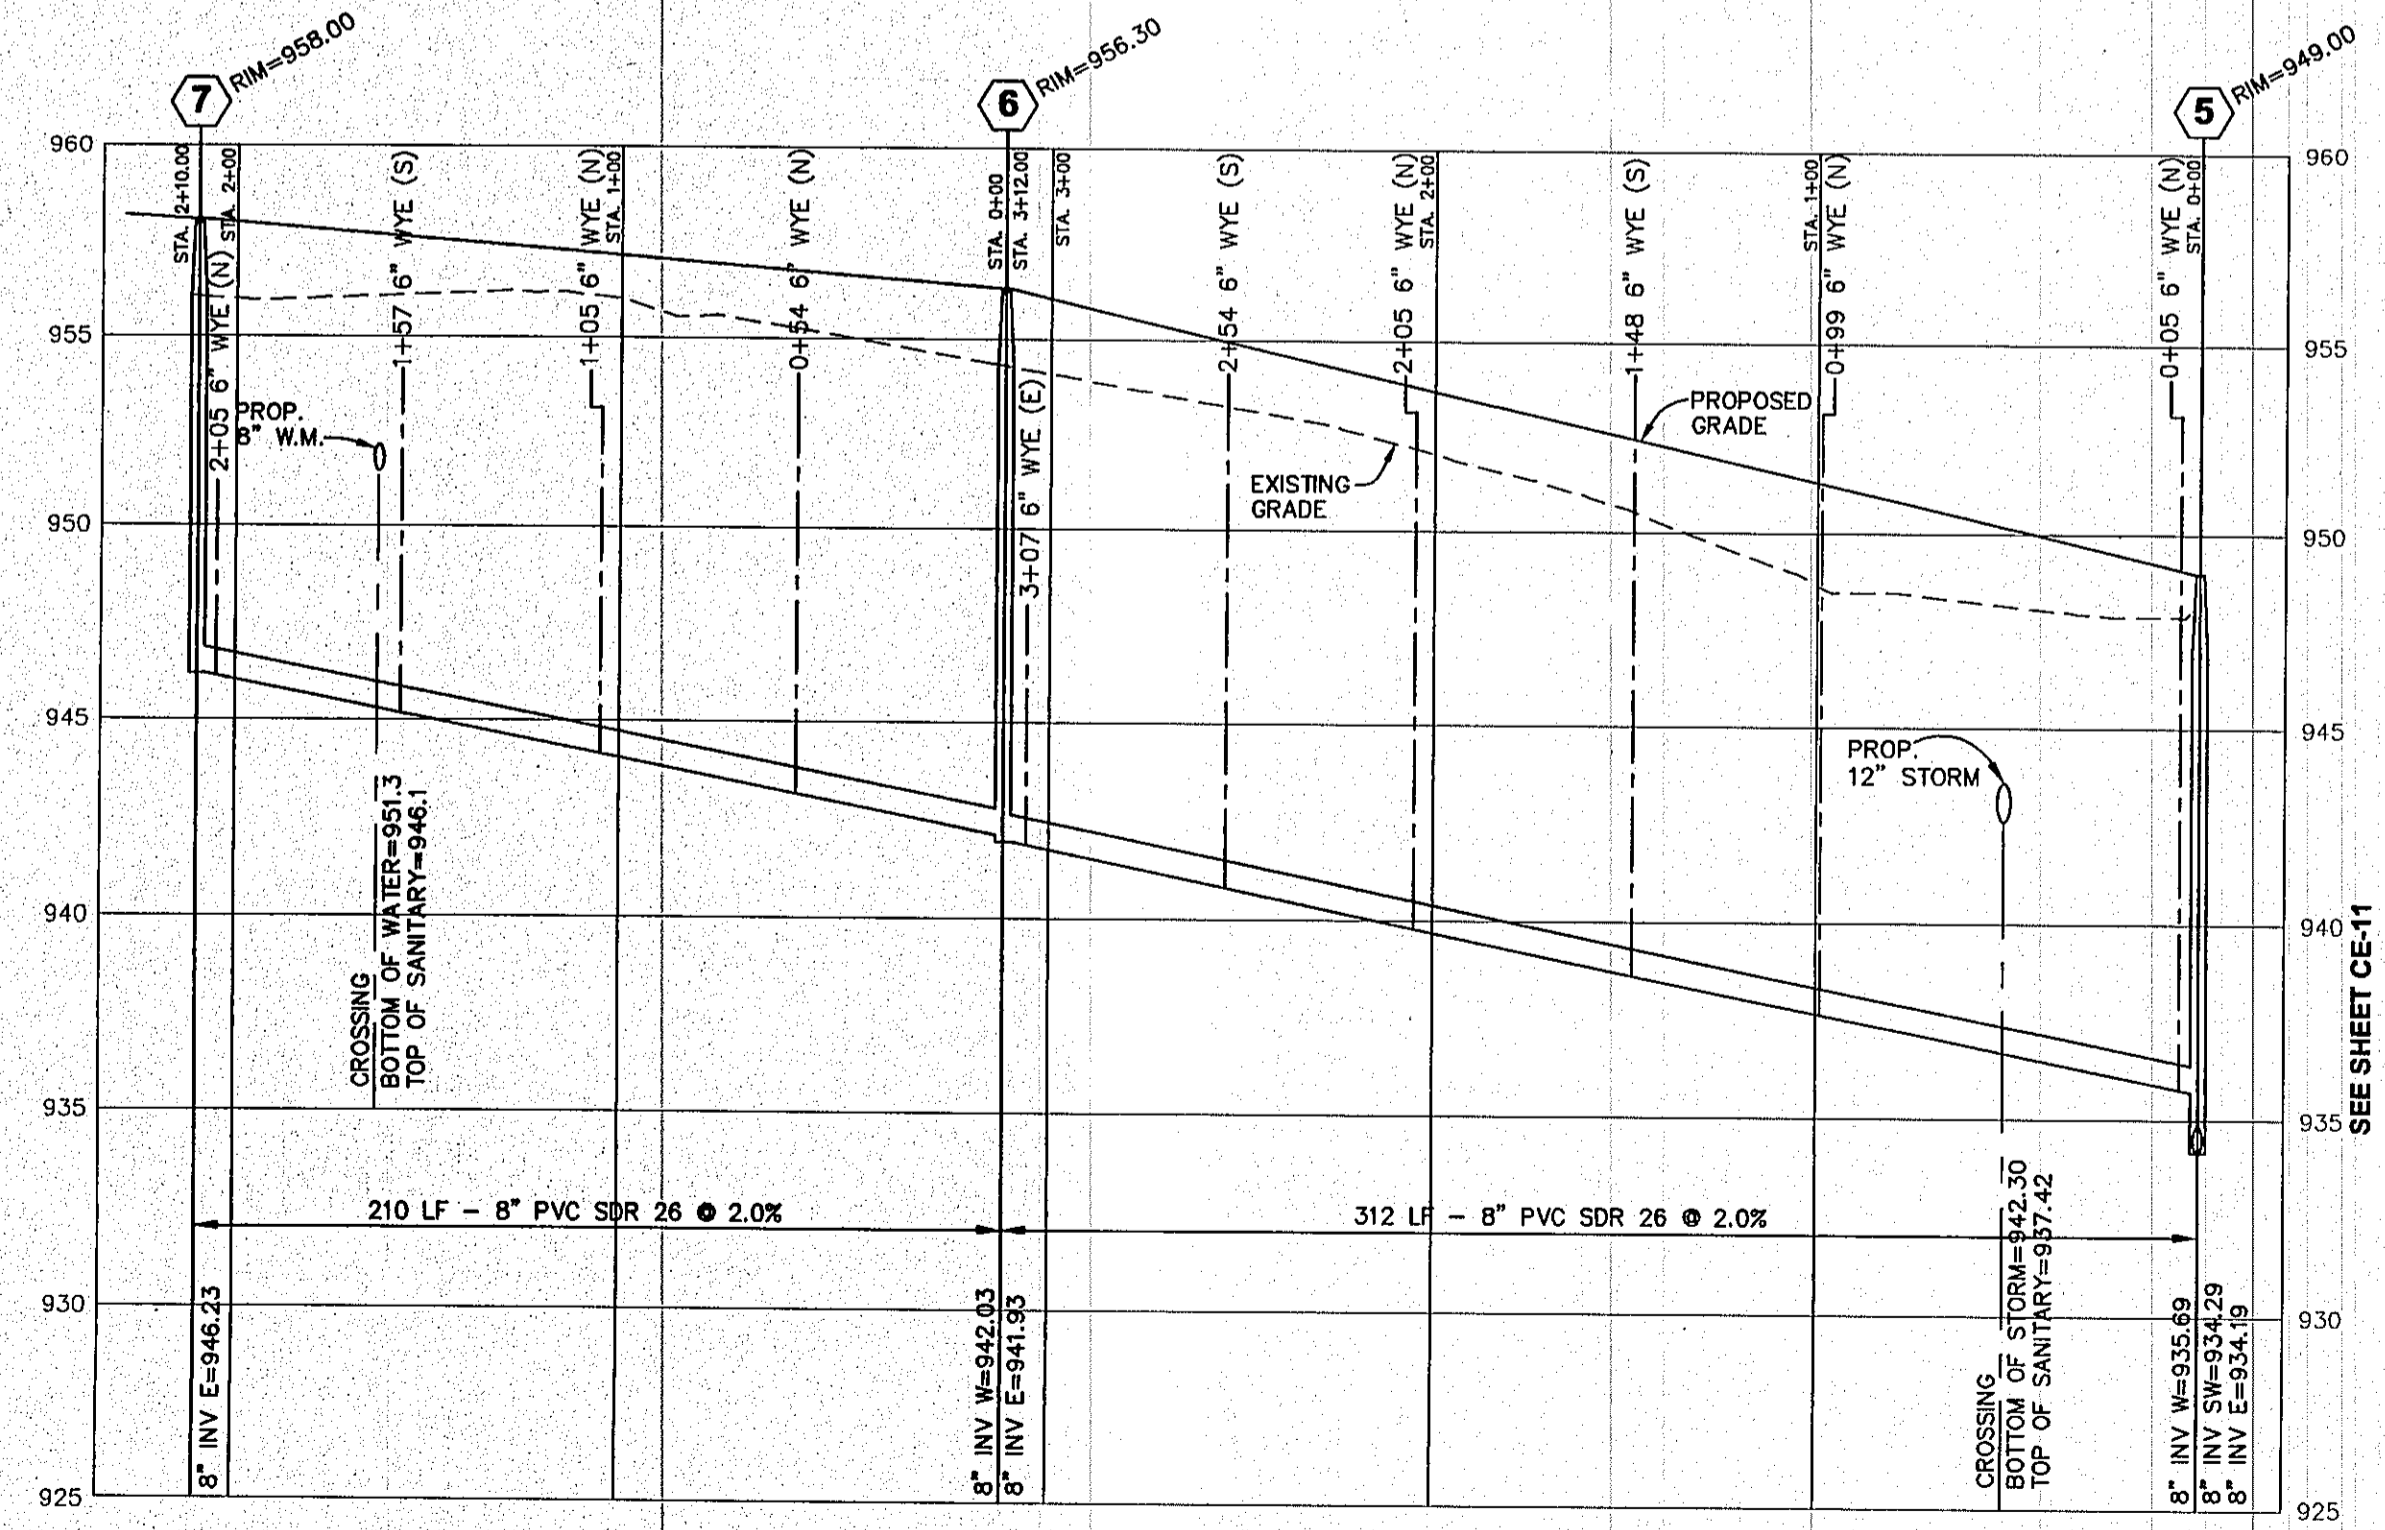 7
RIM=958.00
6
RIM=956.30
5
RIM=949.00
960
955
950
945
940
935
930
925
960
955
950
945
940
935
930
925
STA. 2+10.00
STA. 2+00
2+05 6" WYE (N)
PROP.
8" W.M.
1+57 6" WYE (S)
1+05 6" WYE (N)
STA. 1+00
0+54 6" WYE (N)
STA. 0+00
STA. 3+12.00
STA. 3+00
3+07 6" WYE (E)
2+54 6" WYE (S)
2+05 6" WYE (N)
STA. 2+00
1+48 6" WYE (S)
STA. 1+00
0+99 6" WYE (N)
0+05 6" WYE (N)
STA. 0+00
PROPOSED
GRADE
EXISTING
GRADE
PROP.
12" STORM
CROSSING
BOTTOM OF WATER=951.3
TOP OF SANITARY=946.1
210 LF - 8" PVC SDR 26 @ 2.0%
312 LF - 8" PVC SDR 26 @ 2.0%
CROSSING
BOTTOM OF STORM=942.30
TOP OF SANITARY=937.42
8" INV E=946.23
8" INV W=942.03
8" INV E=941.93
8" INV W=935.69
8" INV SW=934.29
8" INV E=934.19
SEE SHEET CE-11